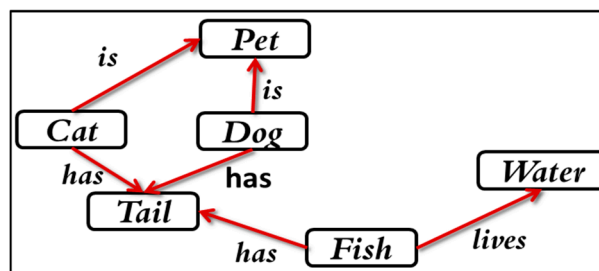 Pet
is
is
Cat
Dog
has
has
Water
Tail
has
Fish
lives